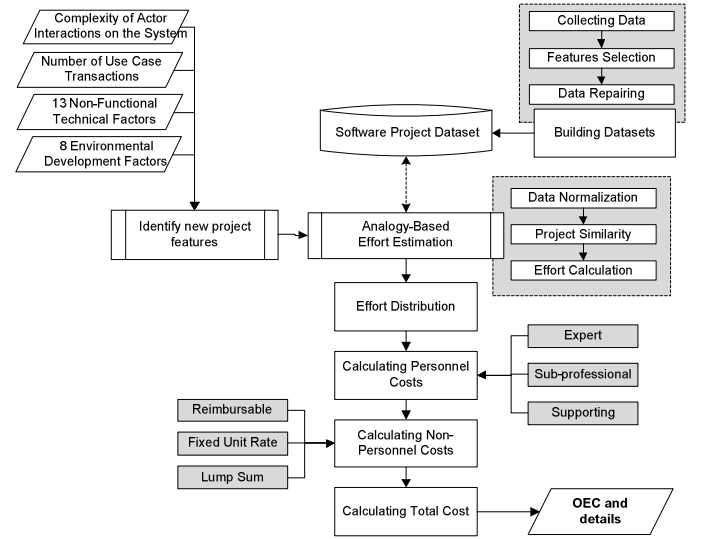 Complexity of Actor
Interactions on the System
Number of Use Case
Transactions
13 Non-Functional
Technical Factors
8 Environmental
Development Factors
Collecting Data
Features Selection
Data Repairing
Building Datasets
Software Project Dataset
Identify new project
features
Analogy-Based
Effort Estimation
Data Normalization
Project Similarity
Effort Calculation
Effort Distribution
Calculating Personnel
Costs
Expert
Sub-professional
Supporting
Reimbursable
Fixed Unit Rate
Lump Sum
Calculating Non-
Personnel Costs
Calculating Total Cost
OEC and
details